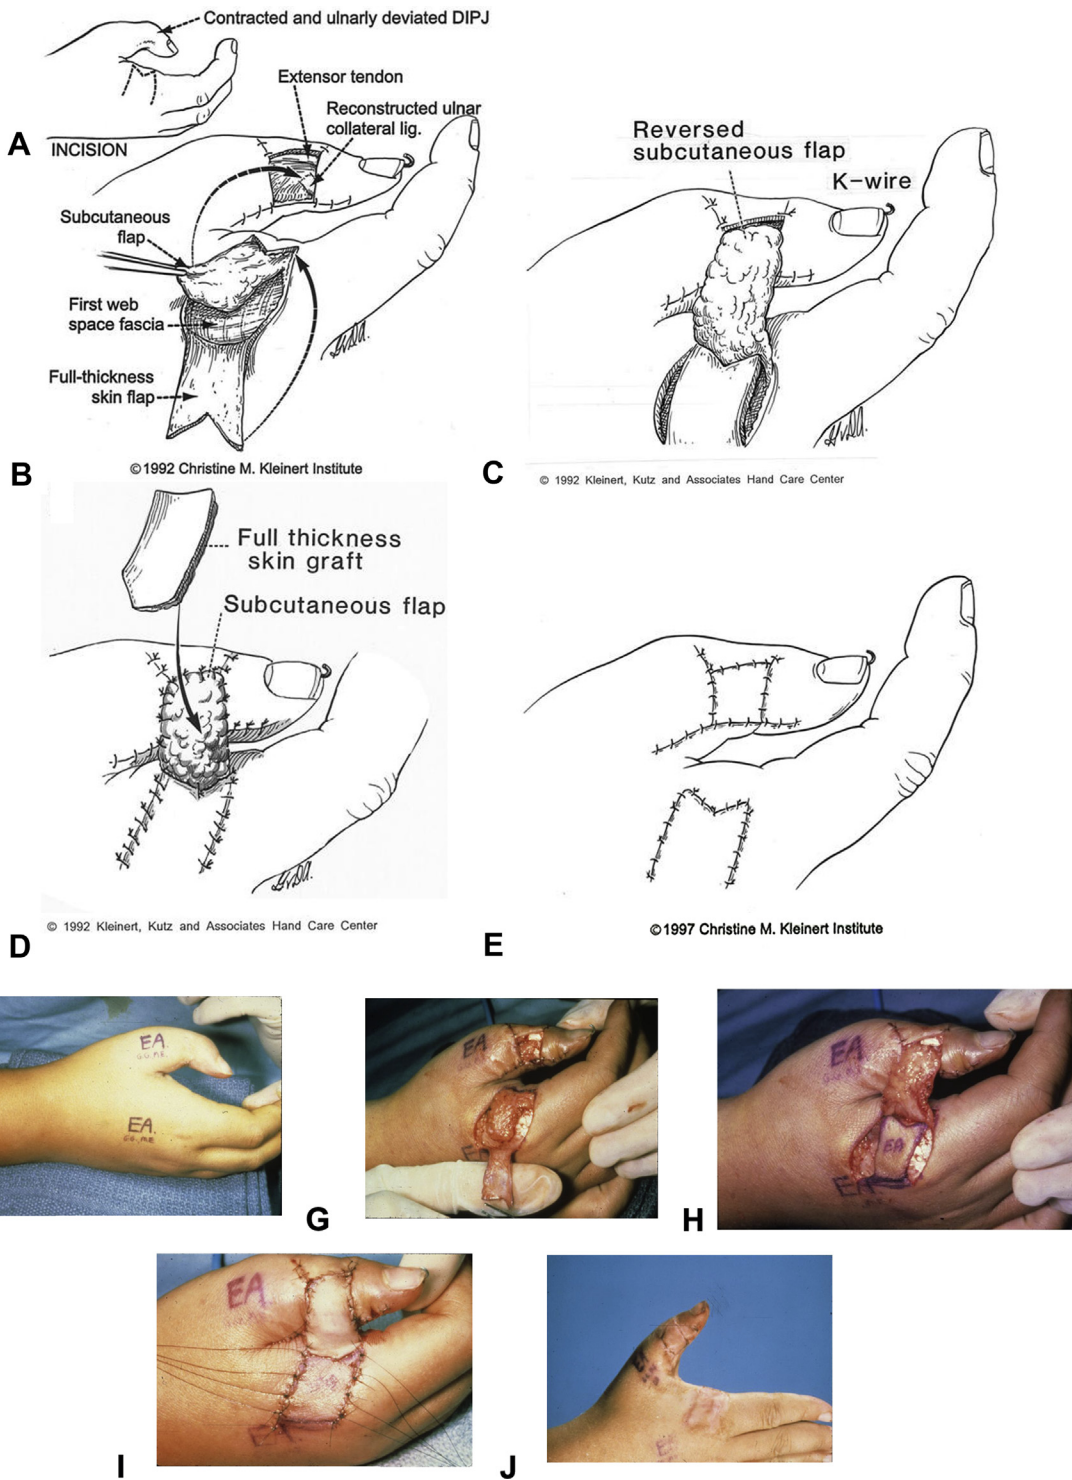 Contracted and ulnarly deviated DIPJ
Extensor tendon
Reconstructed ulnar
collateral lig.
A
INCISION
Subcutaneous
flap
First web
space fascia
Full-thickness
skin flap
B
©1992 Christine M. Kleinert Institute
Reversed
subcutaneous flap
K-wire
C
© 1992 Kleinert, Kutz and Associates Hand Care Center
Full thickness
skin graft
Subcutaneous flap
D
© 1992 Kleinert, Kutz and Associates Hand Care Center
E
©1997 Christine M. Kleinert Institute
EA
EA.
G
EA
H
EA
EA
I
EA
J